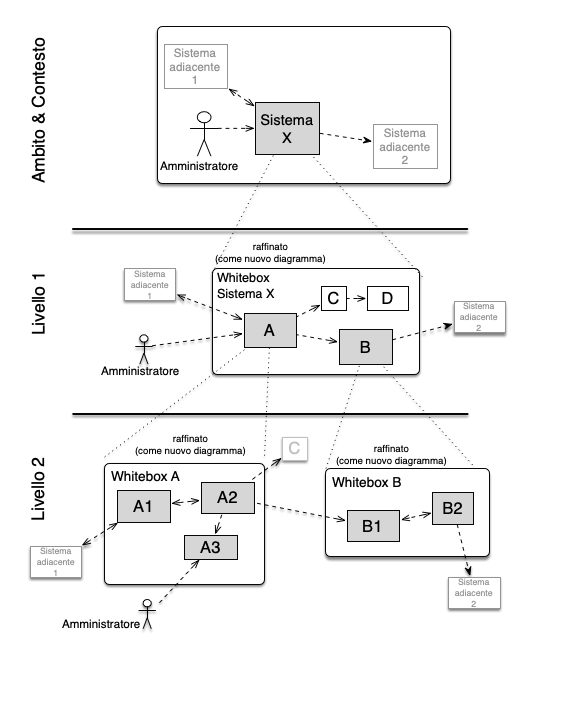 Ambito & Contesto
Sistema
adiacente
1
Sistema
X
Amministratore
Sistema
adiacente
2
Livello 1
raffinato
(come nuovo diagramma)
Whitebox
Sistema X
Sistema
adiacente
1
C
D
A
B
Sistema
adiacente
2
Amministratore
Livello 2
raffinato
(come nuovo diagramma)
C
raffinato
(come nuovo diagramma)
Whitebox A
A1
A2
A3
Whitebox B
B1
B2
Sistema
adiacente
1
Sistema
adiacente
2
Amministratore